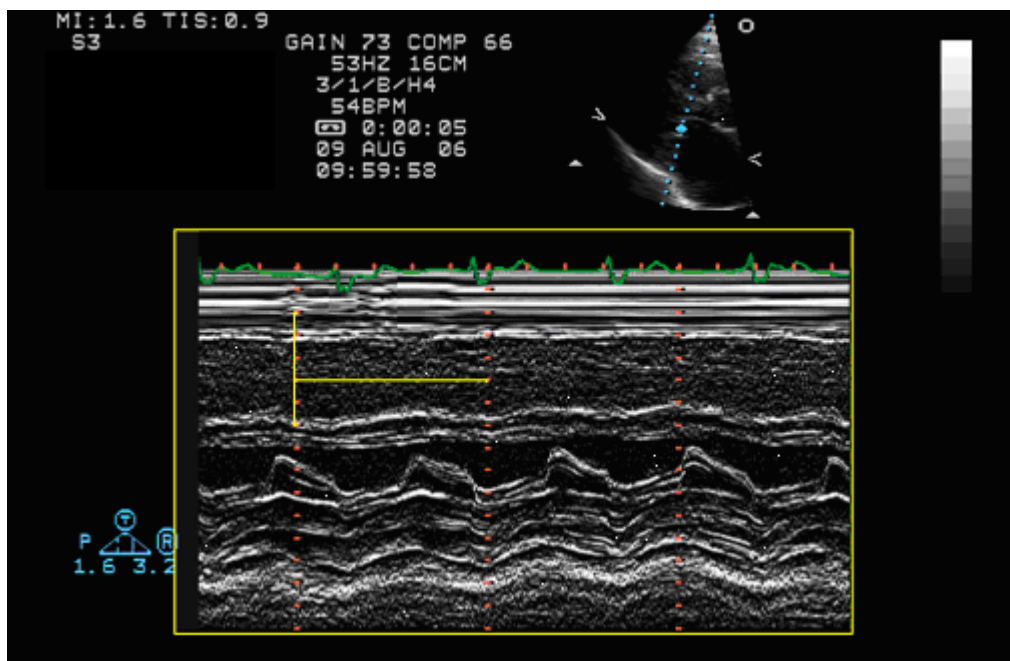 MI:1.6 TIS:0.9
S3
GAIN 73 COMP 66
53HZ 16CM
3/1/B/H4
54BPM
0:00:05
09 AUG 06
09:59:58
V
V
T
P R
1.6 3.2